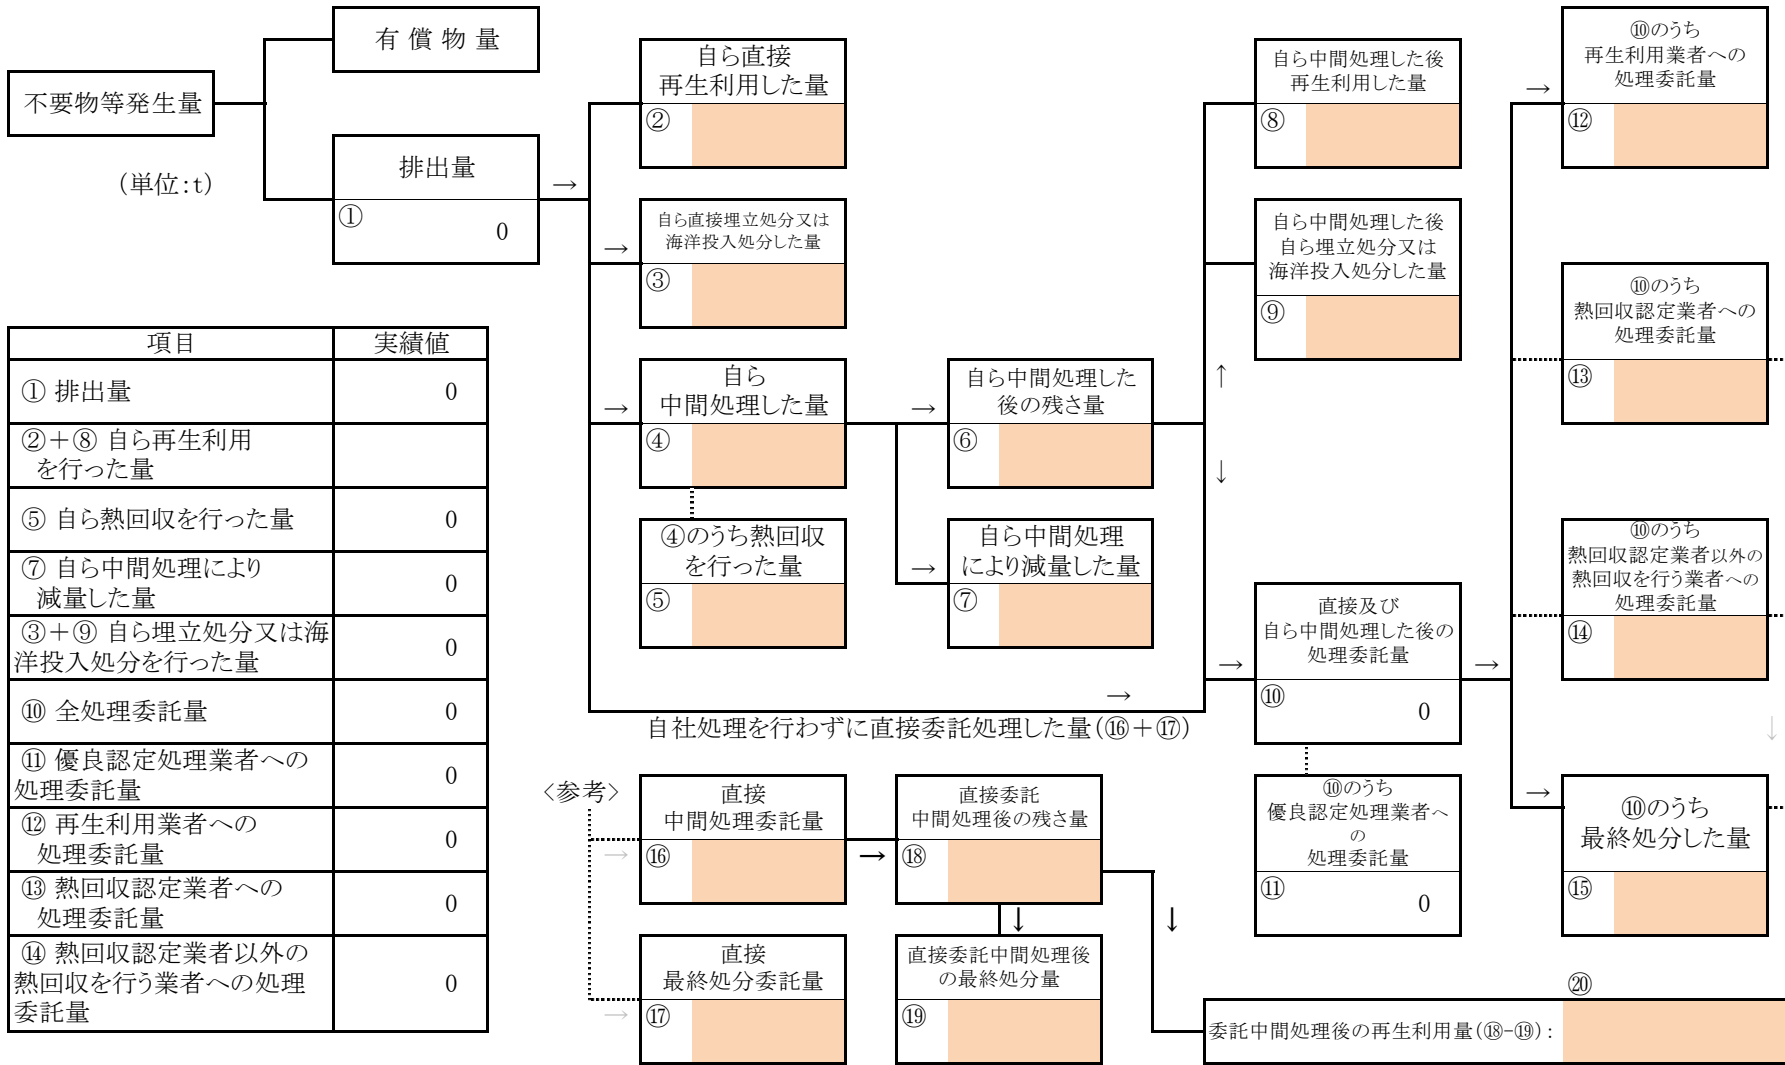 有 償 物 量
不要物等発生量
(単位:t)
排出量
①
0
→
自ら直接
再生利用した量
②
→
自ら直接埋立処分又は
海洋投入処分した量
③
→
自ら
中間処理した量
④
④のうち熱回収
を行った量
⑤
→
自ら中間処理した
後の残さ量
⑥
→
自ら中間処理
により減量した量
⑦
自ら中間処理した後
再生利用した量
⑧
自ら中間処理した後
自ら埋立処分又は
海洋投入処分した量
⑨
↑
↓
→
直接及び
自ら中間処理した後の
処理委託量
⑩
0
→
→
自社処理を行わずに直接委託処理した量(⑯+⑰)
⑩のうち
優良認定処理業者へ
の
処理委託量
⑪
0
→
⑩のうち
再生利用業者への
処理委託量
⑫
⑩のうち
熱回収認定業者への
処理委託量
⑬
⑩のうち
熱回収認定業者以外の
熱回収を行う業者への
処理委託量
⑭
↓
→
⑩のうち
最終処分した量
⑮
項目 実績値
① 排出量 0
②+⑧ 自ら再生利用
を行った量
⑤ 自ら熱回収を行った量 0
⑦ 自ら中間処理により
減量した量 0
③+⑨ 自ら埋立処分又は海
洋投入処分を行った量 0
⑩ 全処理委託量 0
⑪ 優良認定処理業者への
処理委託量 0
⑫ 再生利用業者への
処理委託量 0
⑬ 熱回収認定業者への
処理委託量 0
⑭ 熱回収認定業者以外の
熱回収を行う業者への処理
委託量 0
<参考>
→
直接
中間処理委託量
⑯
→
直接委託
中間処理後の残さ量
⑱
↓
↓
→
直接
最終処分委託量
⑰
直接委託中間処理後
の最終処分量
⑲
⑳
委託中間処理後の再生利用量(⑱-⑲):